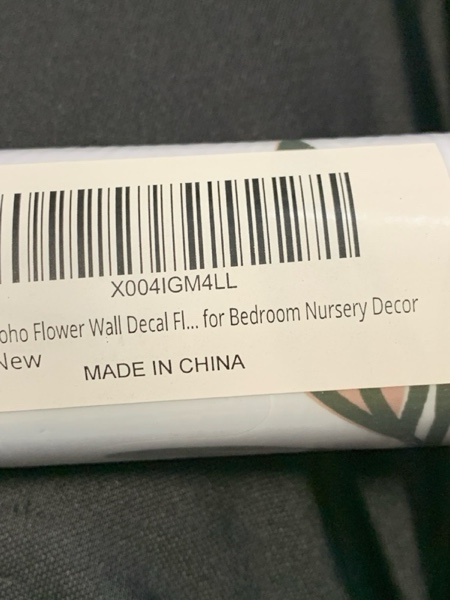 X004IGM4LL
oho Flower Wall Decal Fl... for Bedroom Nursery Decor
New
MADE IN CHINA